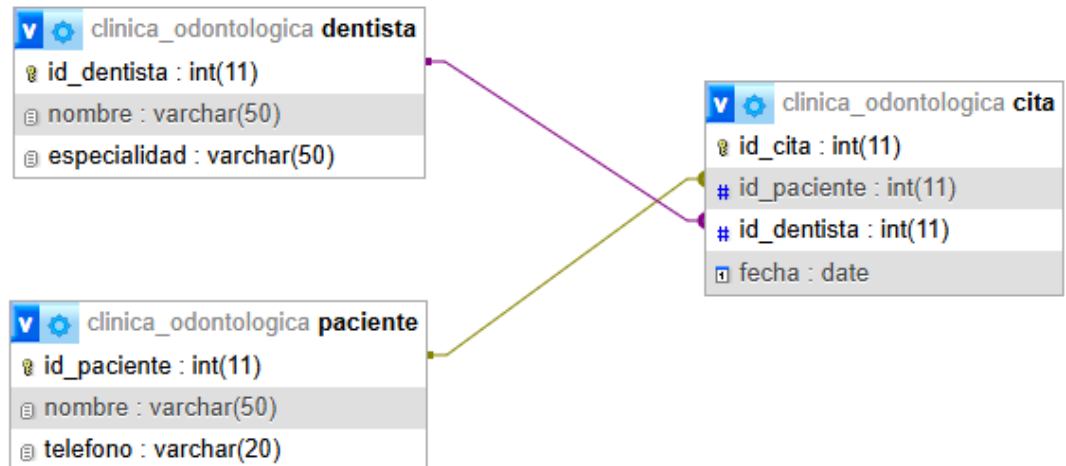 v clinica_odontologica dentista
id_dentista : int(11)
nombre : varchar(50)
especialidad : varchar(50)
v clinica_odontologica cita
id_cita : int(11)
# id_paciente : int(11)
# id_dentista : int(11)
fecha : date
v clinica_odontologica paciente
id_paciente : int(11)
nombre : varchar(50)
telefono : varchar(20)